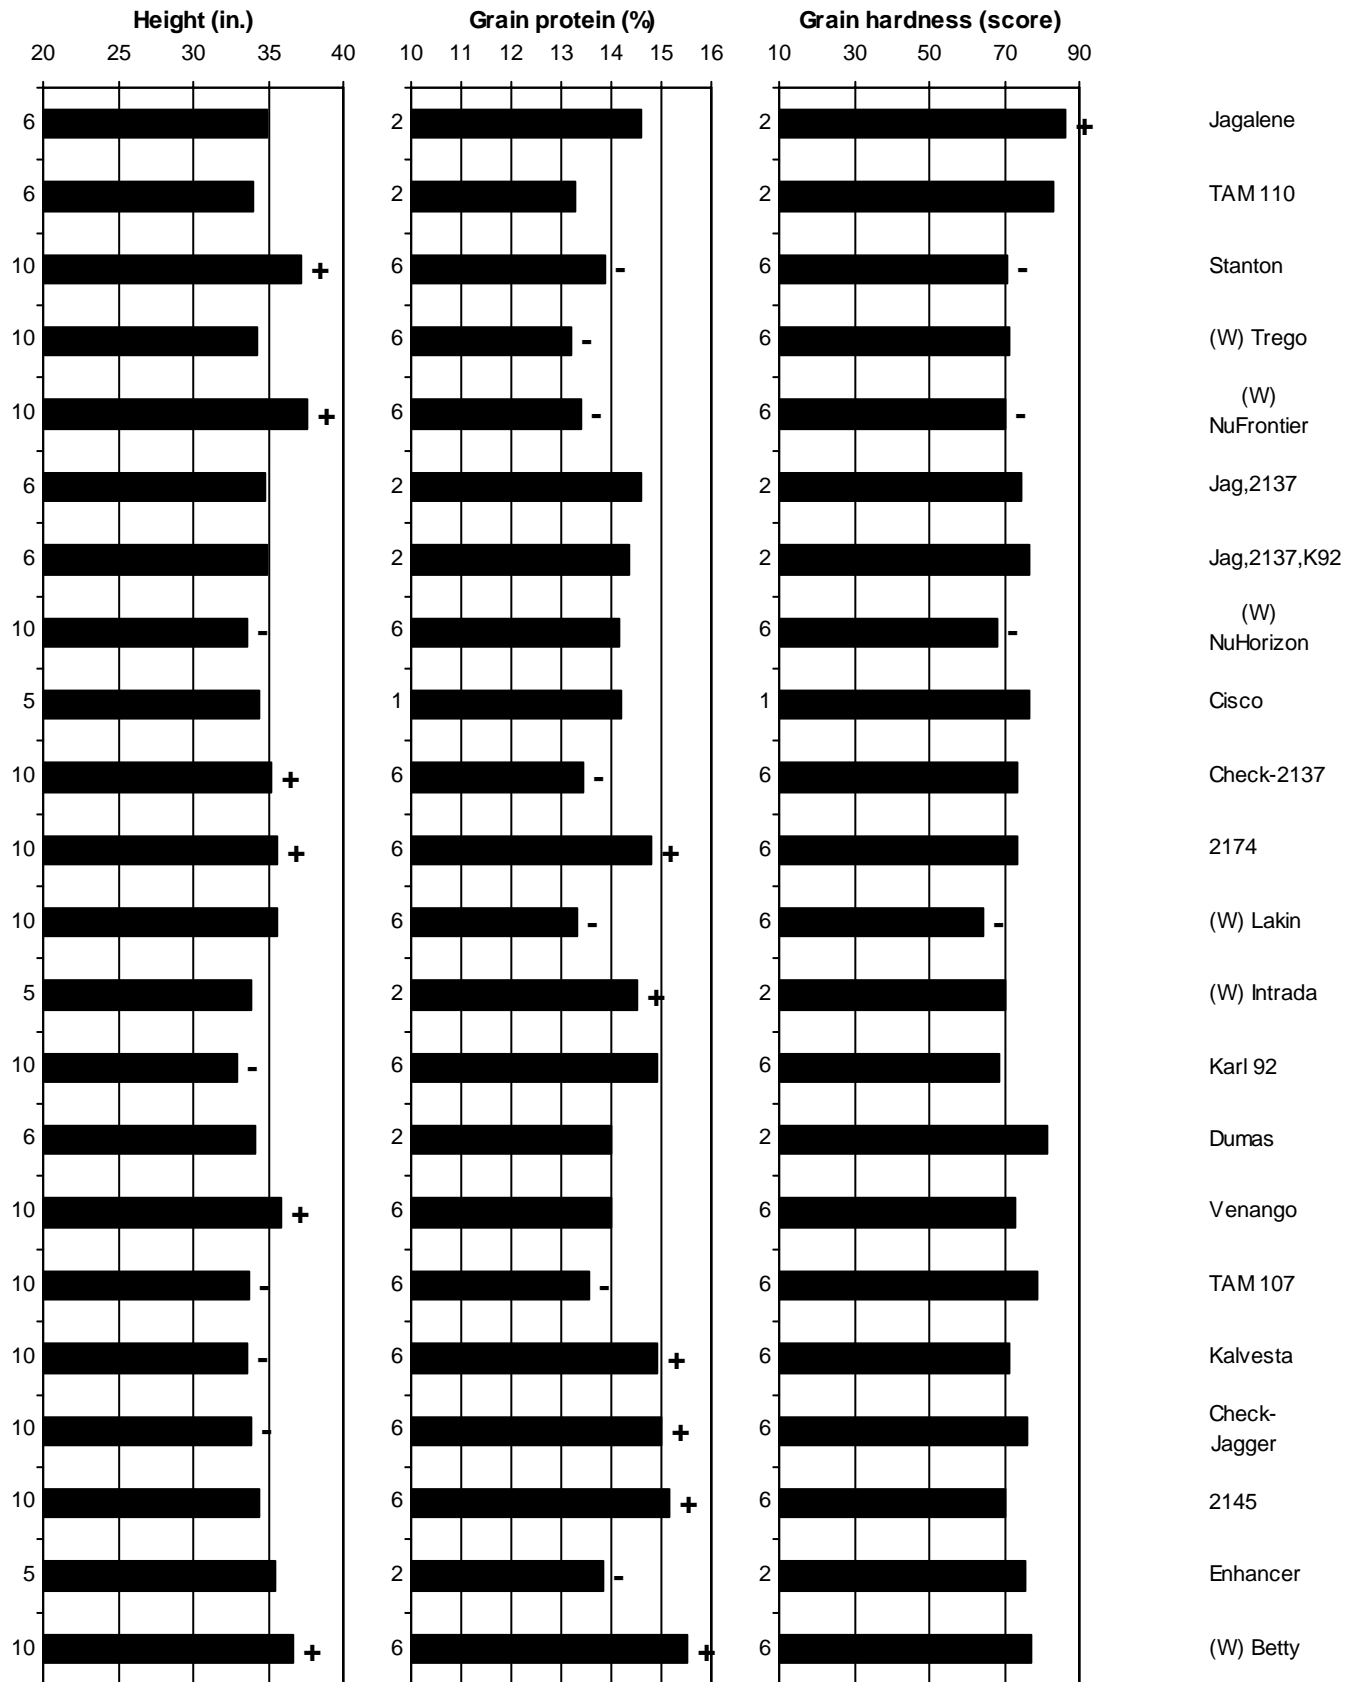 Height (in.) Grain protein (%) Grain hardness (score)
20 25 30 35 40 10 11 12 13 14 15 16 10 30 50 70 90
6 2 2 + Jagalene
6 2 2 TAM 110
10 + 6 - 6 - Stanton
10 6 - 6 (W) Trego
10 + 6 - 6 - (W)
NuFrontier
6 2 2 Jag,2137
6 2 2 Jag,2137,K92
10 - 6 6 - (W)
NuHorizon
5 1 1 Cisco
10 + 6 - 6 Check-2137
10 + 6 + 6 2174
10 6 - 6 - (W) Lakin
5 2 + 2 (W) Intrada
10 - 6 6 Karl 92
6 2 2 Dumas
10 + 6 6 Venango
10 - 6 - 6 TAM 107
10 - 6 + 6 Kalvesta
10 - 6 + 6 Check-
Jagger
10 6 + 6 2145
5 2 - 2 Enhancer
10 + 6 + 6 (W) Betty